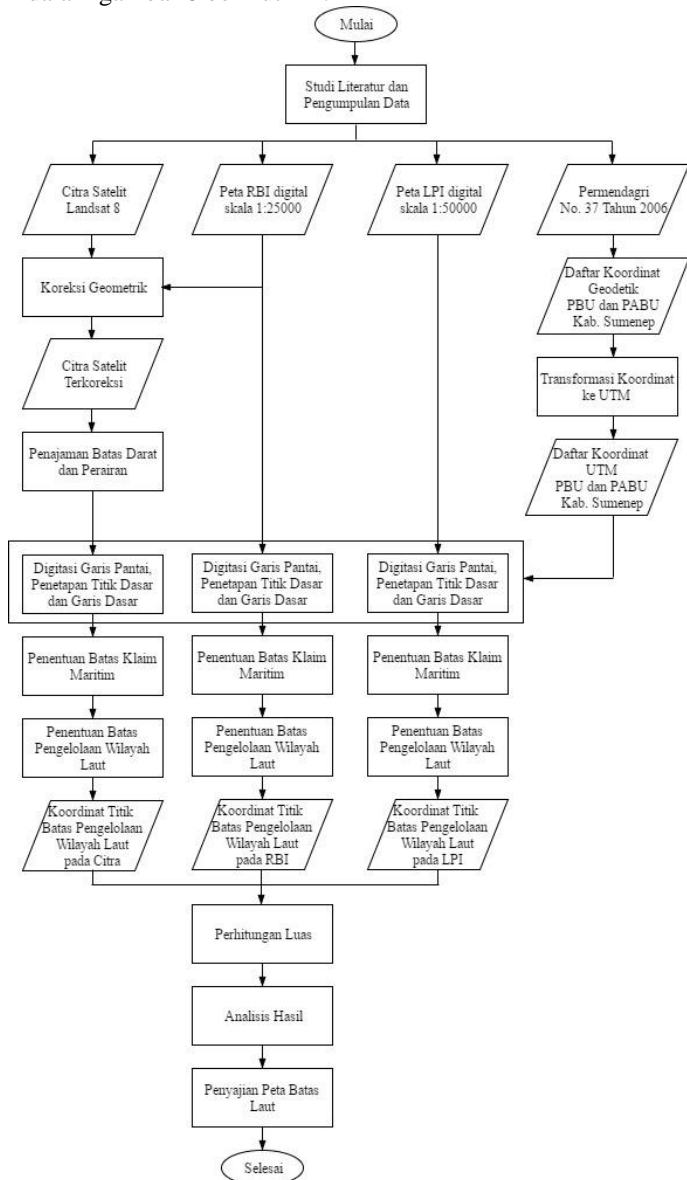 Mulai
Studi Literatur dan
Pengumpulan Data
Citra Satelit
Landsat 8
Peta RBI digital
skala 1:25000
Peta LPI digital
skala 1:50000
Permendagri
No. 37 Tahun 2006
Koreksi Geometrik
Daftar Koordinat
Geodetik
PBU dan PABU
Kab. Sumenep
Citra Satelit
Terkoreksi
Transformasi Koordinat
ke UTM
Penajaman Batas Darat
dan Perairan
Daftar Koordinat
UTM
PBU dan PABU
Kab. Sumenep
Digitasi Garis Pantai,
Penetapan Titik Dasar
dan Garis Dasar
Digitasi Garis Pantai,
Penetapan Titik Dasar
dan Garis Dasar
Digitasi Garis Pantai,
Penetapan Titik Dasar
dan Garis Dasar
Penentuan Batas Klaim
Maritim
Penentuan Batas Klaim
Maritim
Penentuan Batas Klaim
Maritim
Penentuan Batas
Pengelolaan Wilayah
Laut
Penentuan Batas
Pengelolaan Wilayah
Laut
Penentuan Batas
Pengelolaan Wilayah
Laut
Koordinat Titik
Batas Pengelolaan
Wilayah Laut
pada Citra
Koordinat Titik
Batas Pengelolaan
Wilayah Laut
pada RBI
Koordinat Titik
Batas Pengelolaan
Wilayah Laut
pada LPI
Perhitungan Luas
Analisis Hasil
Penyajian Peta Batas
Laut
Selesai